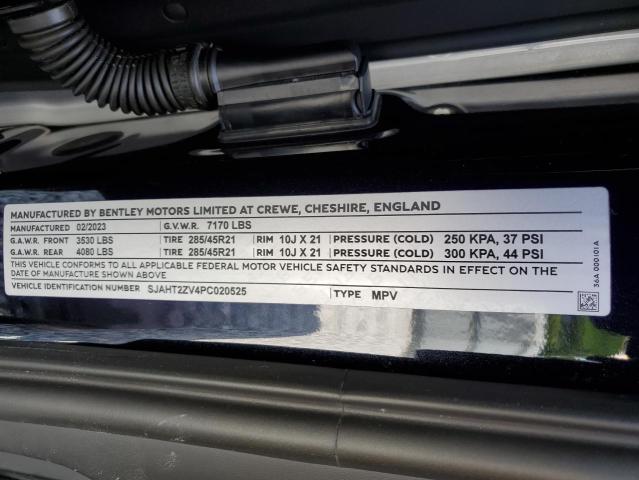 MANUFACTURED BY BENTLEY MOTORS LIMITED AT CREWE, CHESHIRE, ENGLAND
MANUFACTURED 02/2023 G.V.W.R. 7170 LBS
G.A.W.R. FRONT 3530 LBS TIRE 285/45R21 RIM 10J X 21 PRESSURE (COLD) 250 KPA, 37 PSI
G.A.W.R. REAR 4080 LBS TIRE 285/45R21 RIM 10J X 21 PRESSURE (COLD) 300 KPA, 44 PSI
THIS VEHICLE CONFORMS TO ALL APPLICABLE FEDERAL MOTOR VEHICLE SAFETY STANDARDS IN EFFECT ON THE
DATE OF MANUFACTURE SHOWN ABOVE
VEHICLE IDENTIFICATION NUMBER SJAHT2ZV4PC020525 TYPE MPV
36A 000101A